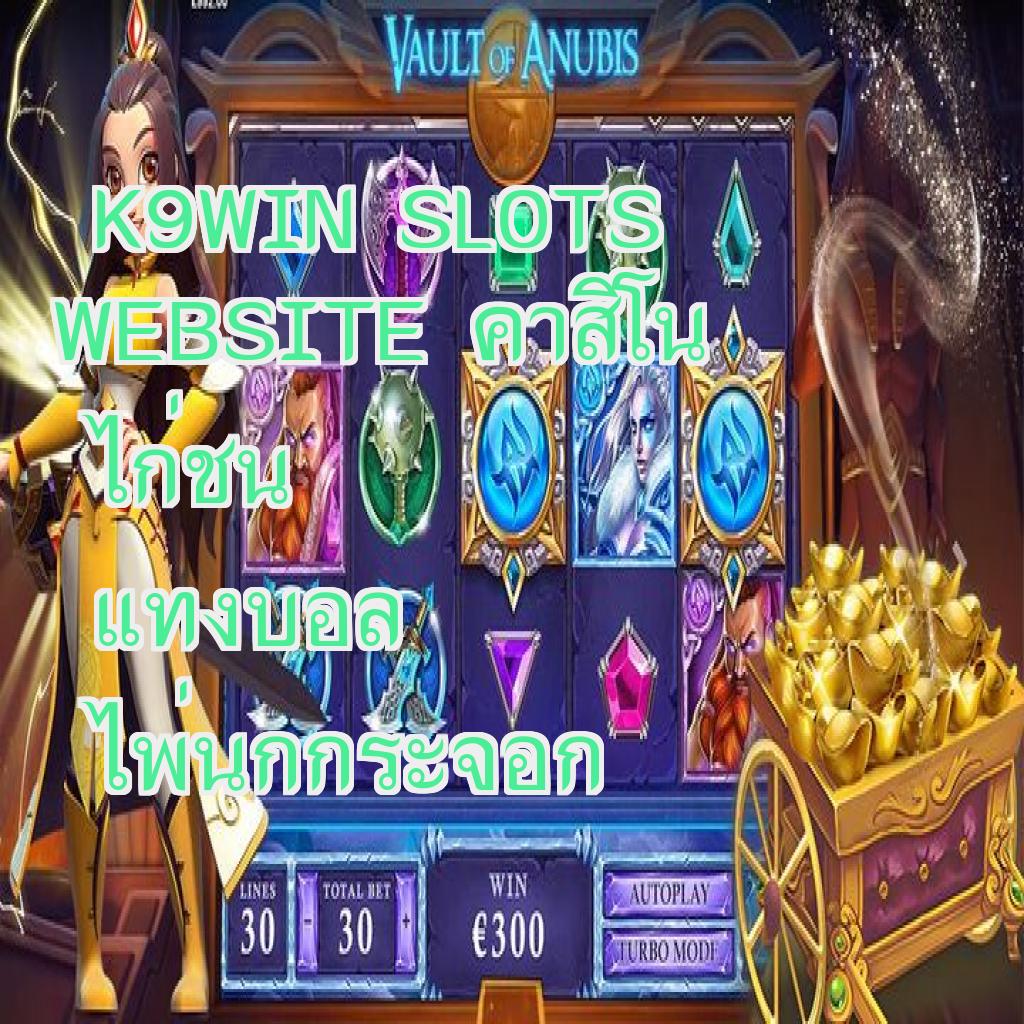 VAULT OF ANUBIS
K9WIN SLOTS
WEBSITE คาสิโน
ไก่ชน
แทงบอล
ไพ่นกกระจอก
LINES
30
TOTAL BET
- 30 +
WIN
€300
AUTOPLAY
TURBO MODE